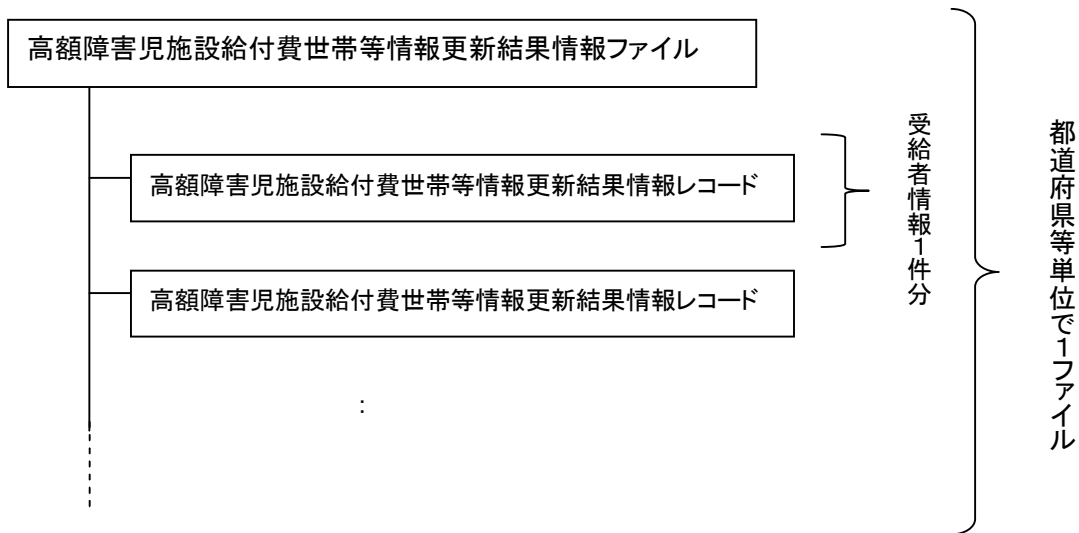 高額障害児施設給付費世帯等情報更新結果情報ファイル
高額障害児施設給付費世帯等情報更新結果情報レコード
高額障害児施設給付費世帯等情報更新結果情報レコード
:
受給者情報1件分
都道府県等単位で1ファイル